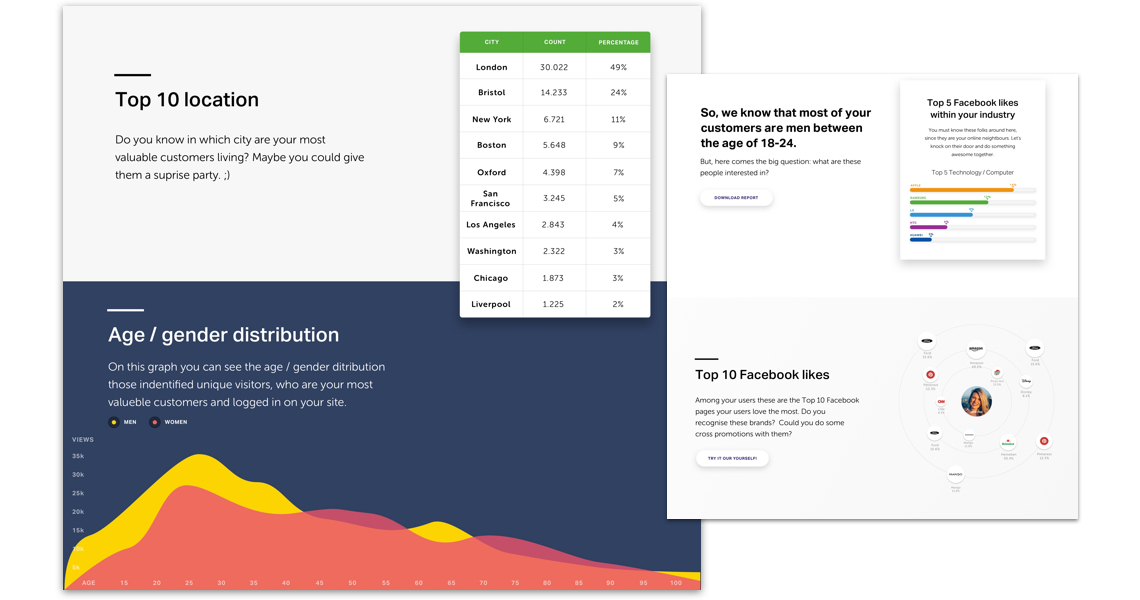 Top 10 location
Do you know in which city are your most
valuable customers living? Maybe you could give
them a suprise party. ;)
CITY COUNT PERCENTAGE
London 30.022 49%
Bristol 14.233 24%
New York 6.721 11%
Boston 5.648 9%
Oxford 4.398 7%
San
Francisco 3.245 5%
Los Angeles 2.843 4%
Washington 2.322 3%
Chicago 1.873 3%
Liverpool 1.225 2%
Age / gender distribution
On this graph you can see the age / gender ditribution
those indentified unique visitors, who are your most
valueble customers and logged in on your site.
MEN WOMEN
VIEWS
35k
30k
25k
20k
15k
10k
5k
AGE 15 20 25 30 35 40 45 50 55 60 65 70 75 80 85 90 95 100
So, we know that most of your
customers are men between
the age of 18-24.
But, here comes the big question: what are these
people interested in?
DOWNLOAD REPORT
Top 5 Facebook likes
within your industry
You must know these folks around here,
since they are your online neighbours. Let's
knock on their door and do something
awesome together.
Top 5 Technology / Computer
APPLE
SAMSUNG
LG
HTC
HUAWEI
Top 10 Facebook likes
Among your users these are the Top 10 Facebook
pages your users love the most. Do you
recognise these brands? Could you do some
cross promotions with them?
TRY IT OUR YOURSELF!
amazon
Disney
CNN
Heineken
Pinterest